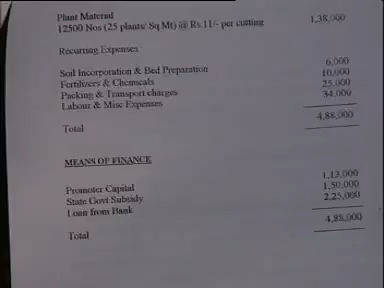 Plant Material
12500 Nos (25 plants/ Sq Mt) @ Rs 11/- per cutting 1,38,000
Recurring Expenses
Soil Incorporation & Bed Preparation 6,000
Fertilizers & Chemicals 10,000
Packing & Transport charges 25,000
Labour & Misc Expenses 34,000
Total 4,88,000
MEANS OF FINANCE
Promoter Capital 1,13,000
State Govt Subsidy 1,50,000
Loan from Bank 2,25,000
Total 4,88,000